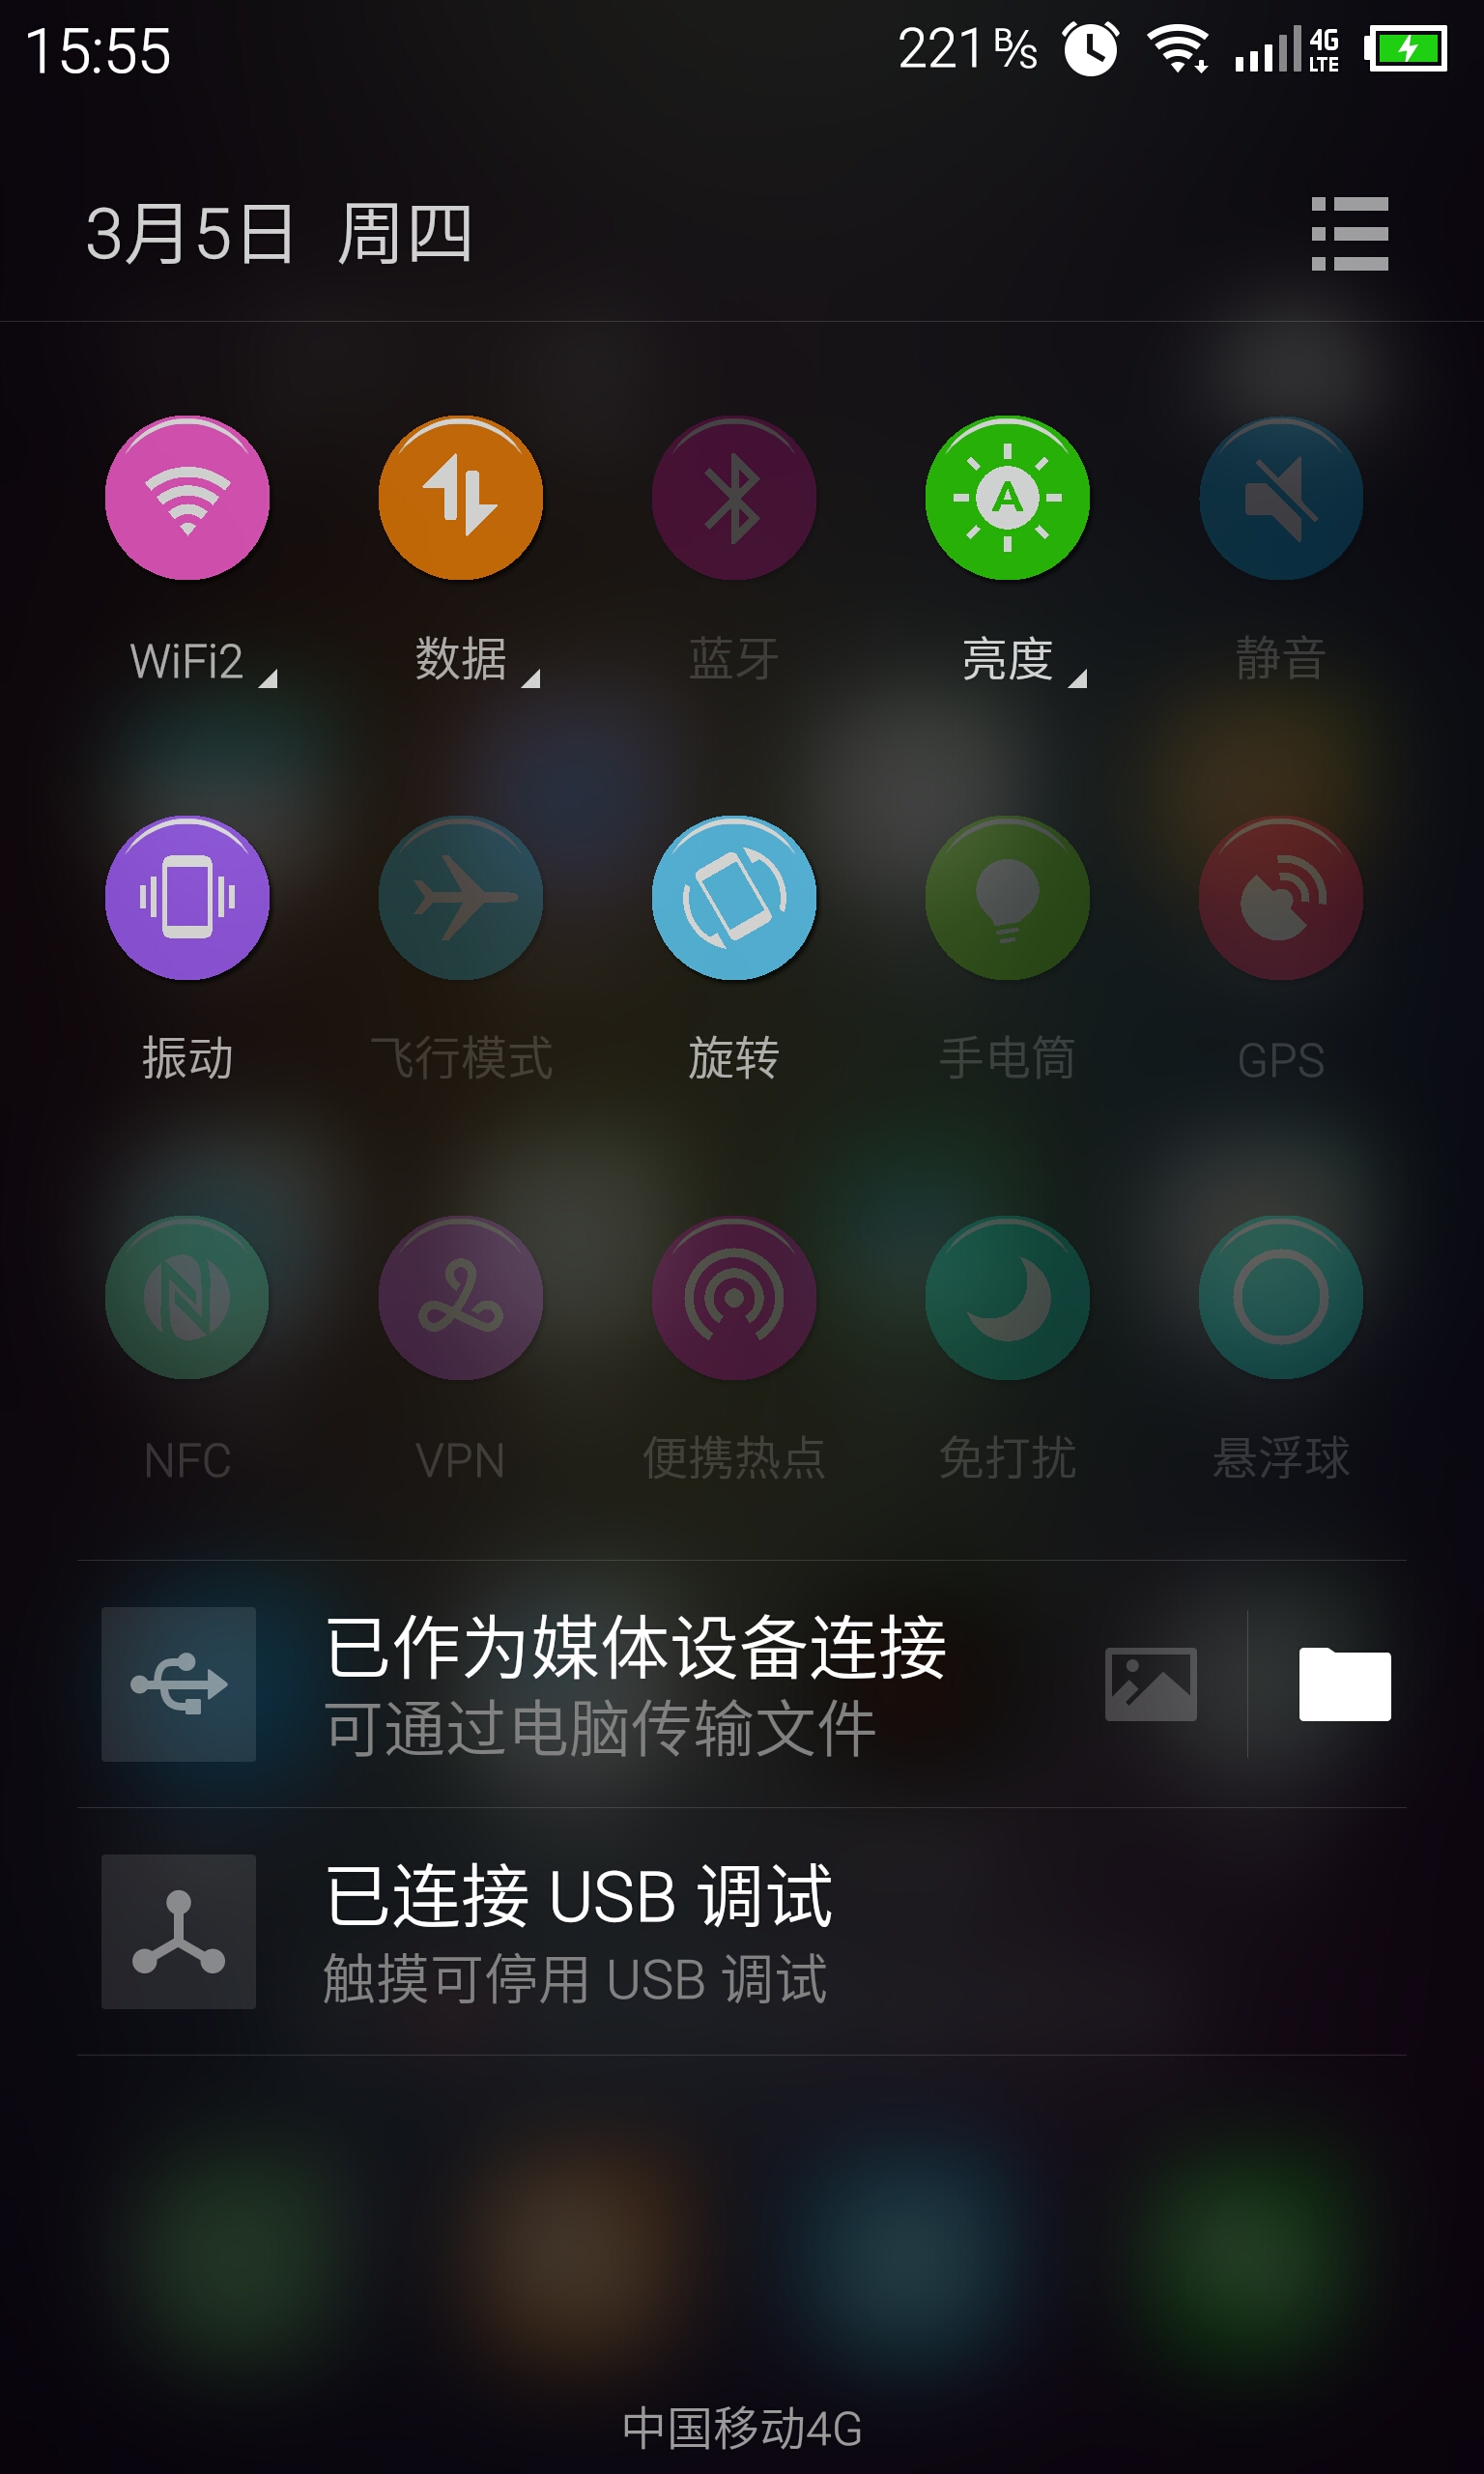 15:55 221 B/s 4G LTE
3月5日 周四
A
WiFi2 数据 蓝牙 亮度 静音
振动 飞行模式 旋转 手电筒 GPS
NFC VPN 便携热点 免打扰 悬浮球
已作为媒体设备连接
可通过电脑传输文件
已连接 USB 调试
触摸可停用 USB 调试
中国移动4G